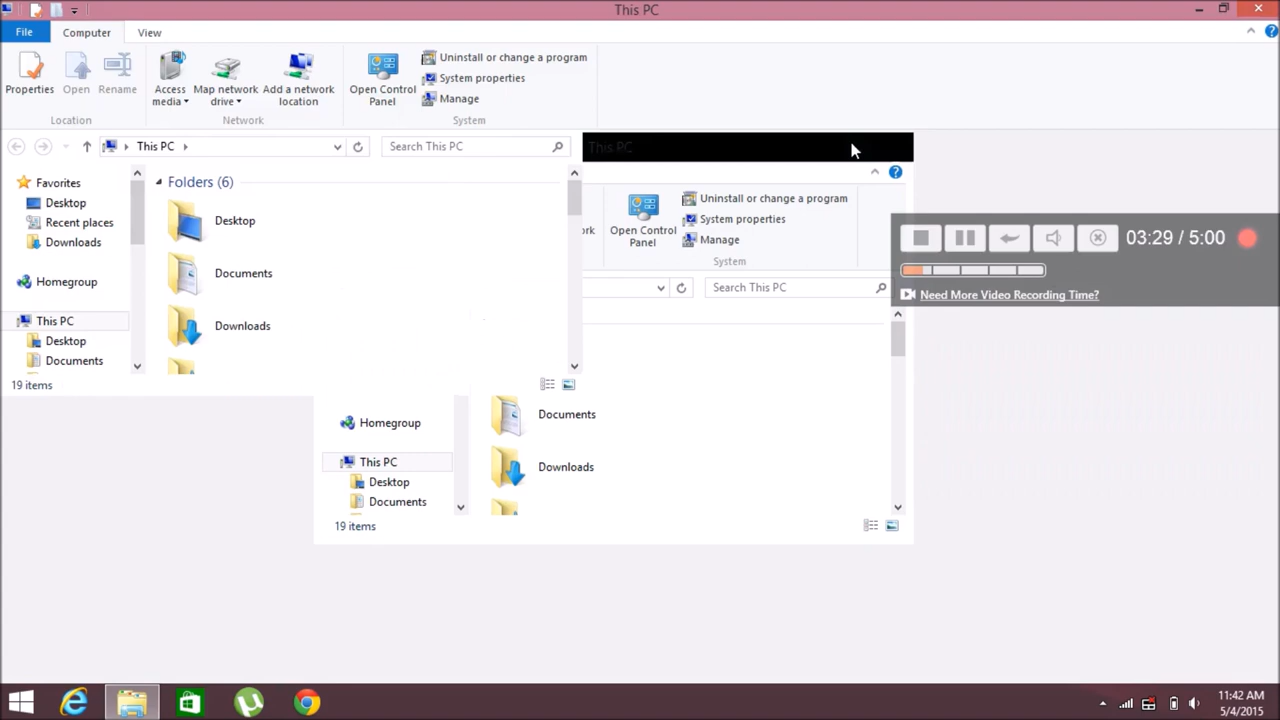 This PC
File
Computer
View
Properties
Open
Rename
Access media
Map network drive
Add a network location
Open Control Panel
Uninstall or change a program
System properties
Manage
Location
Network
System
This PC
Search This PC
Favorites
Desktop
Recent places
Downloads
Homegroup
This PC
Desktop
Documents
Folders (6)
Desktop
Documents
Downloads
19 items
This PC
Open Control Panel
Uninstall or change a program
System properties
Manage
System
Search This PC
Homegroup
This PC
Desktop
Documents
Documents
Downloads
19 items
03:29 / 5:00
Need More Video Recording Time?
11:42 AM
5/4/2015